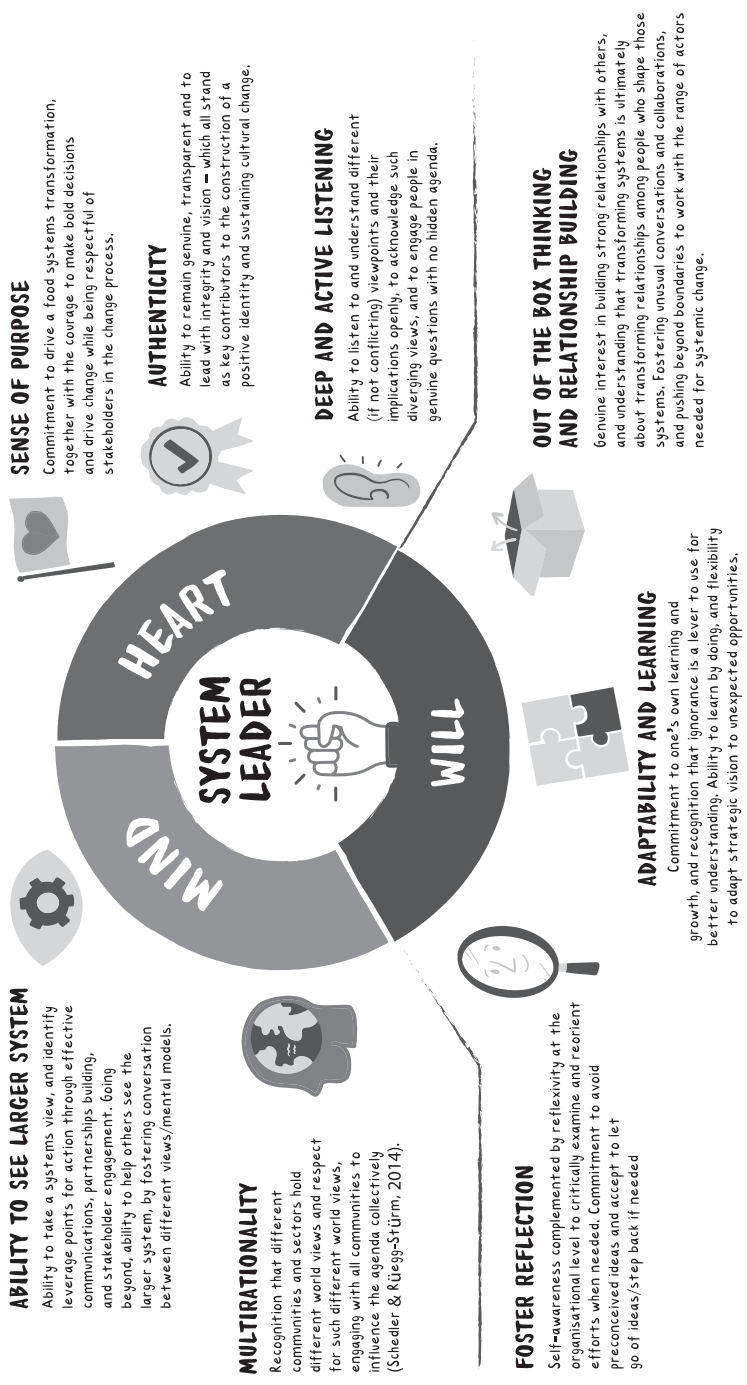 ABILITY TO SEE LARGER SYSTEM
Ability to take a systems view, and identify
leverage points for action through effective
communications, partnerships building,
and stakeholder engagement. Going
beyond, ability to help others see the
larger system, by fostering conversation
between different views/mental models.
MULTIRATIONALITY
Recognition that different
communities and sectors hold
different world views and respect
for such different world views,
engaging with all communities to
influence the agenda collectively
(Schedler & Rüegg-Stürm, 2014).
MIND
HEART
WILL
SYSTEM
LEADER
SENSE OF PURPOSE
Commitment to drive a food systems transformation,
together with the courage to make bold decisions
and drive change while being respectful of
stakeholders in the change process.
AUTHENTICITY
Ability to remain genuine, transparent and to
lead with integrity and vision – which all stand
as key contributors to the construction of a
positive identity and sustaining cultural change.
DEEP AND ACTIVE LISTENING
Ability to listen to and understand different
(if not conflicting) viewpoints and their
implications openly, to acknowledge such
diverging views, and to engage people in
genuine questions with no hidden agenda.
FOSTER REFLECTION
Self-awareness complemented by reflexivity at the
organisational level to critically examine and reorient
efforts when needed. Commitment to avoid
preconceived ideas and accept to let
go of ideas/step back if needed
ADAPTABILITY AND LEARNING
Commitment to one's own learning and
growth, and recognition that ignorance is a lever to use for
better understanding. Ability to learn by doing, and flexibility
to adapt strategic vision to unexpected opportunities.
OUT OF THE BOX THINKING
AND RELATIONSHIP BUILDING
Genuine interest in building strong relationships with others,
and understanding that transforming systems is ultimately
about transforming relationships among people who shape those
systems. Fostering unusual conversations and collaborations,
and pushing beyond boundaries to work with the range of actors
needed for systemic change.